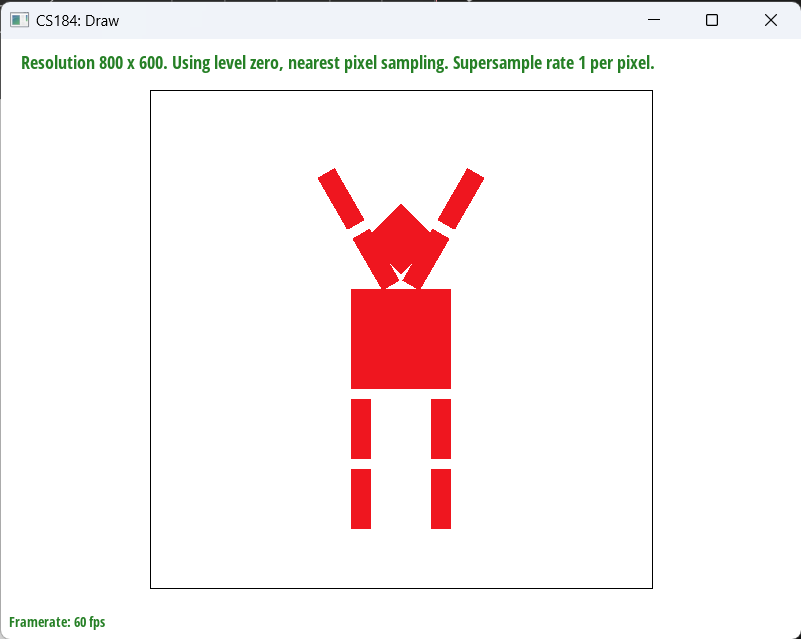 CS184: Draw
Resolution 800 x 600. Using level zero, nearest pixel sampling. Supersample rate 1 per pixel.
Framerate: 60 fps